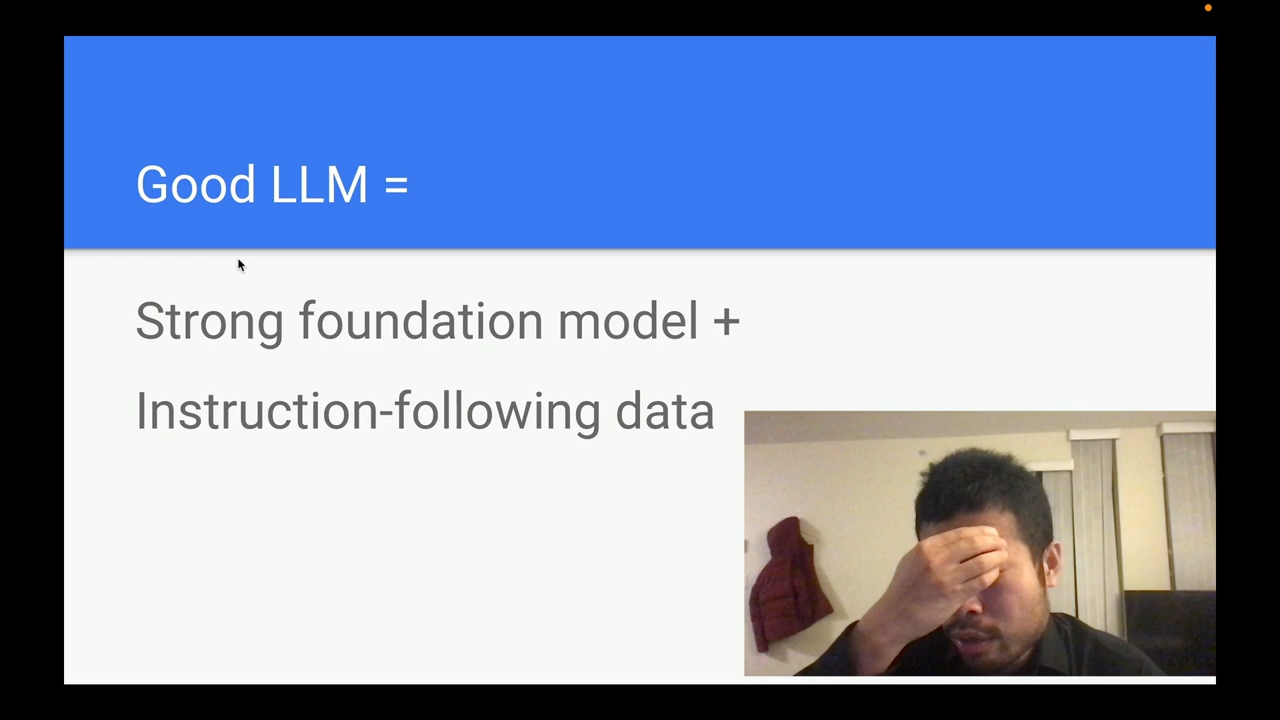 Good LLM =
Strong foundation model +
Instruction-following data